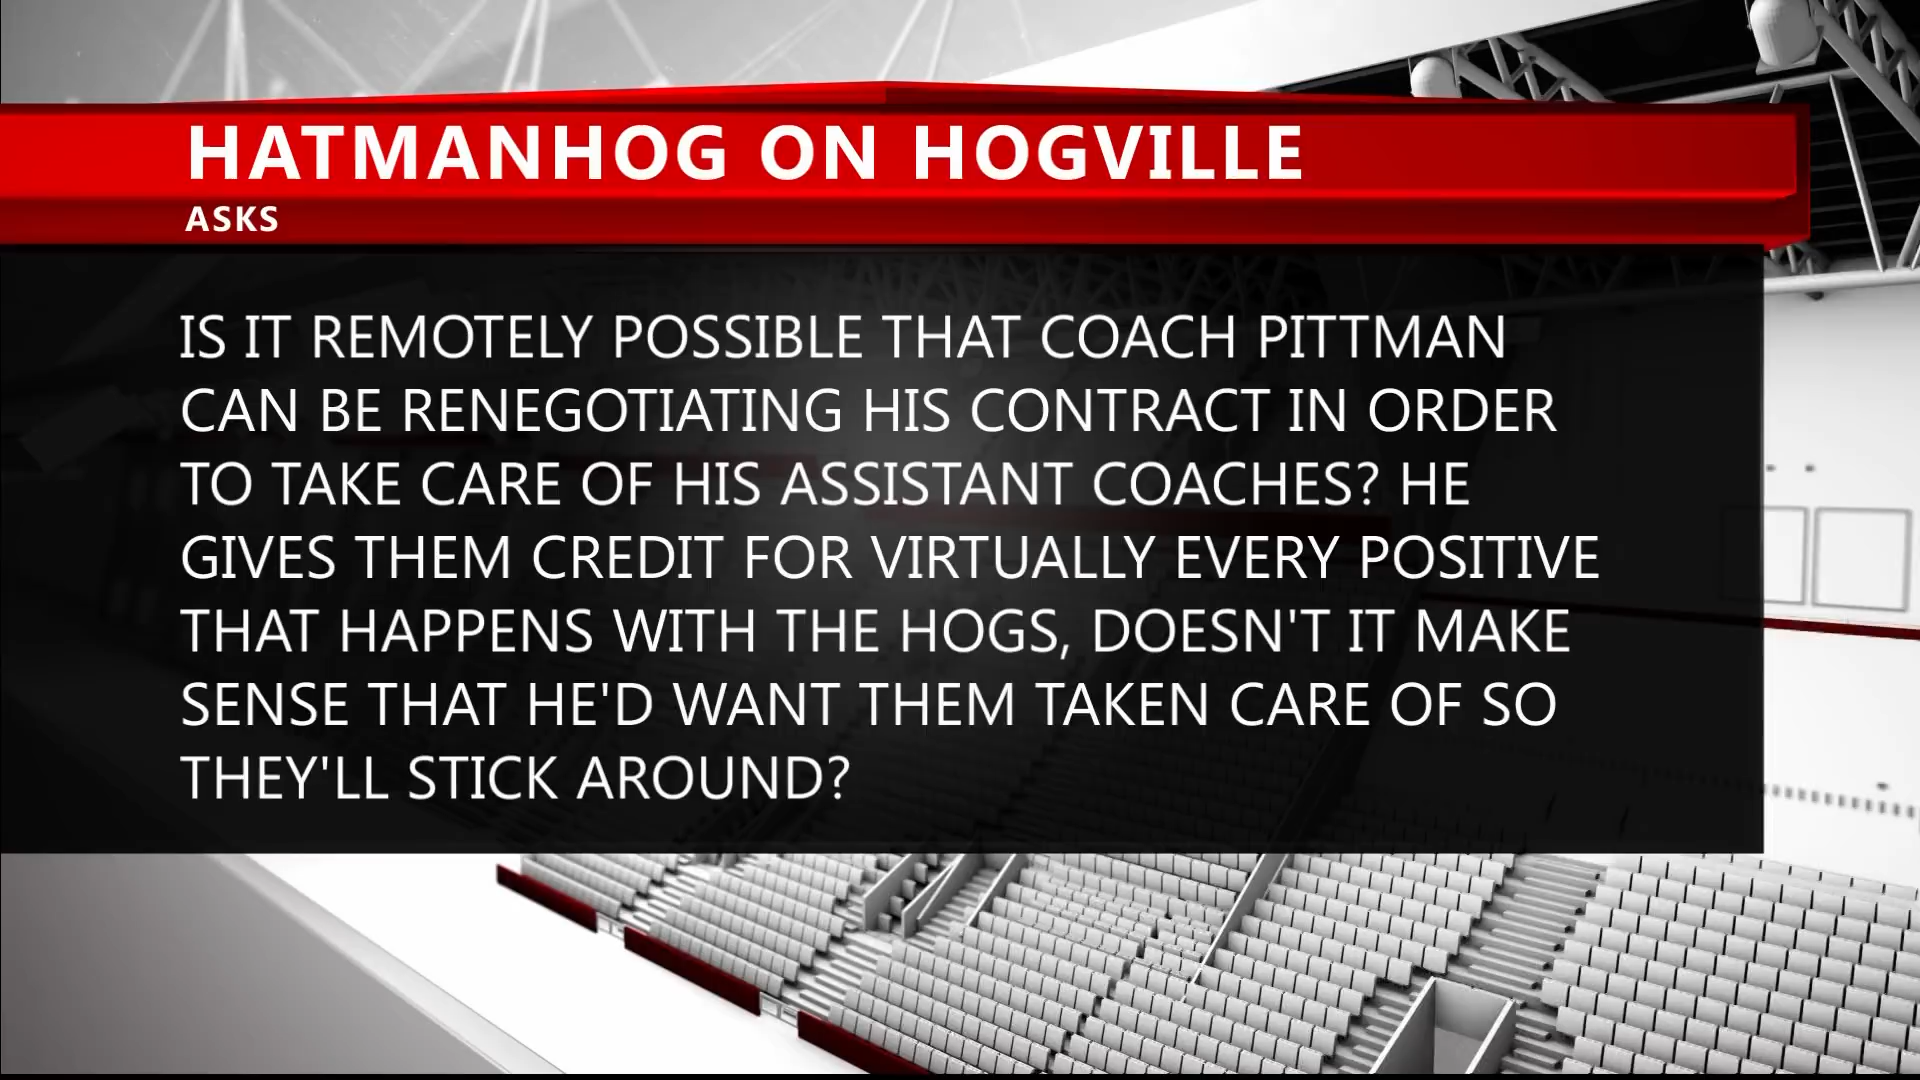 HATMANHOG ON HOGVILLE
ASKS
IS IT REMOTELY POSSIBLE THAT COACH PITTMAN
CAN BE RENEGOTIATING HIS CONTRACT IN ORDER
TO TAKE CARE OF HIS ASSISTANT COACHES? HE
GIVES THEM CREDIT FOR VIRTUALLY EVERY POSITIVE
THAT HAPPENS WITH THE HOGS, DOESN'T IT MAKE
SENSE THAT HE'D WANT THEM TAKEN CARE OF SO
THEY'LL STICK AROUND?